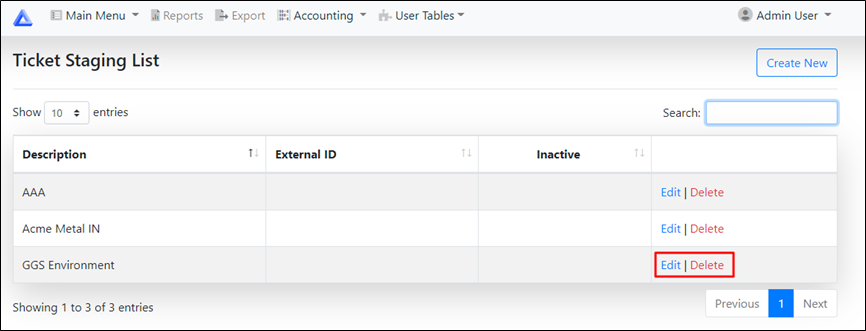 Main Menu Reports Export Accounting User Tables Admin User
Ticket Staging List Create New
Show 10 entries Search:
Description External ID Inactive
AAA Edit | Delete
Acme Metal IN Edit | Delete
GGS Environment Edit | Delete
Showing 1 to 3 of 3 entries Previous 1 Next